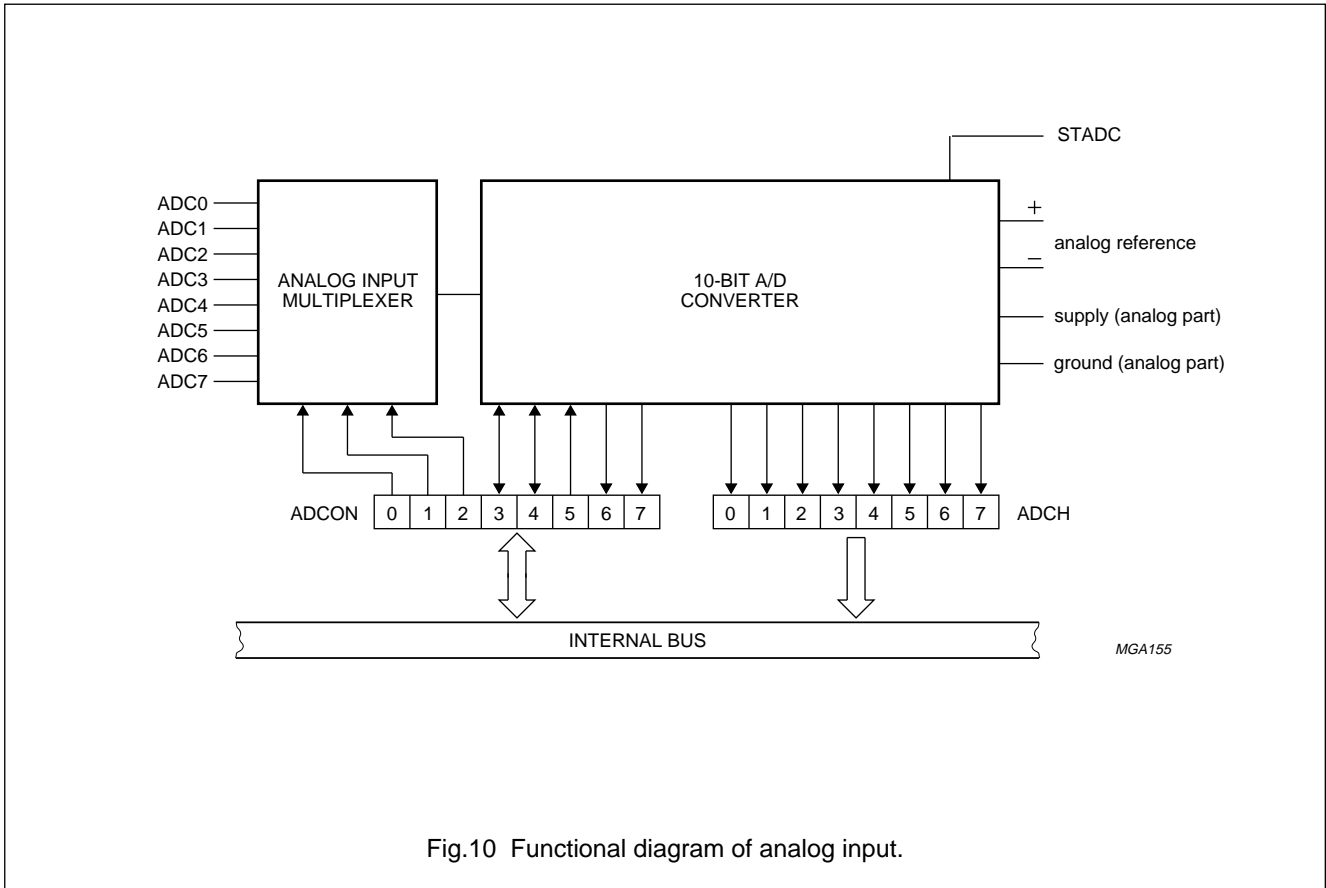 STADC
ADC0
ADC1
ADC2
ADC3
ADC4
ADC5
ADC6
ADC7
ANALOG INPUT
MULTIPLEXER
10-BIT A/D
CONVERTER
+
analog reference
−
supply (analog part)
ground (analog part)
ADCON 0 1 2 3 4 5 6 7
0 1 2 3 4 5 6 7 ADCH
INTERNAL BUS
MGA155
Fig.10 Functional diagram of analog input.